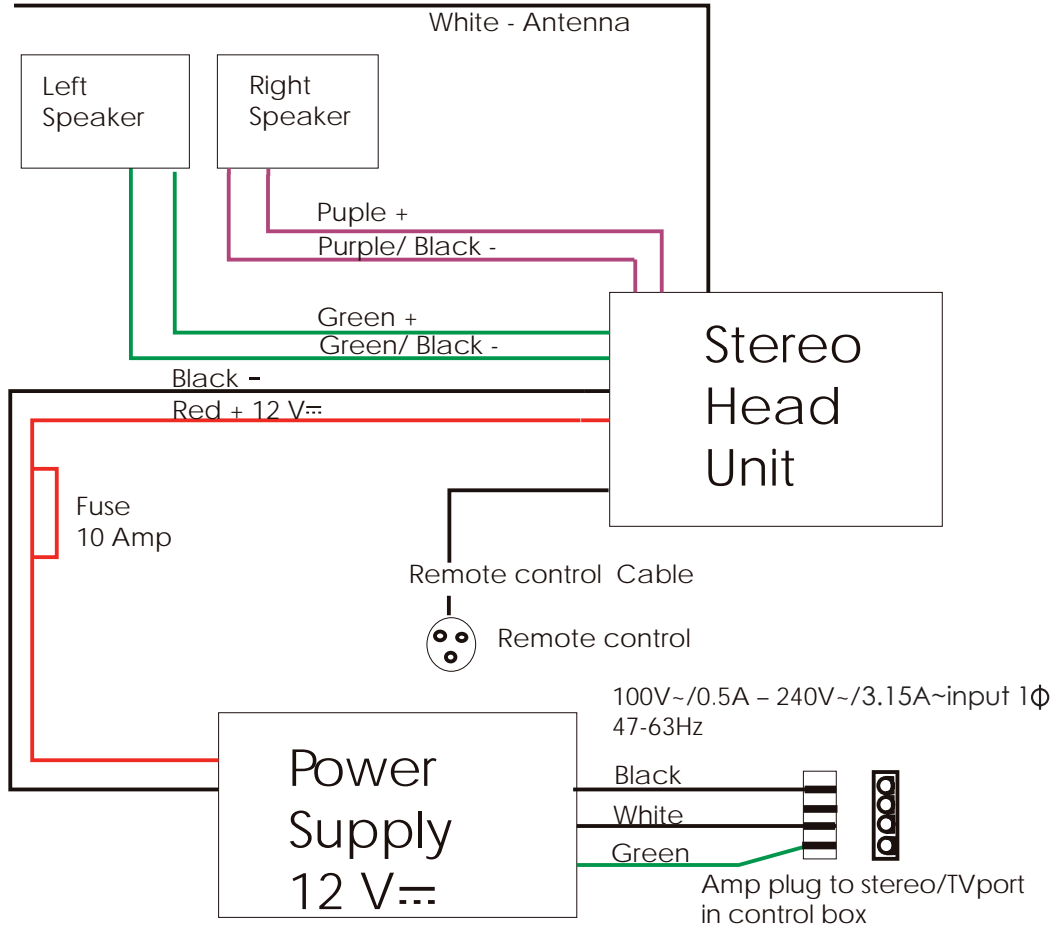 White - Antenna
Left
Speaker
Right
Speaker
Puple +
Purple/ Black -
Green +
Green/ Black -
Black –
Red + 12 V⎓
Stereo
Head
Unit
Fuse
10 Amp
Remote control Cable
Remote control
100V~/0.5A – 240V~/3.15A~input 1ϕ
47-63Hz
Power
Supply
12 V⎓
Black
White
Green
Amp plug to stereo/TVport
in control box